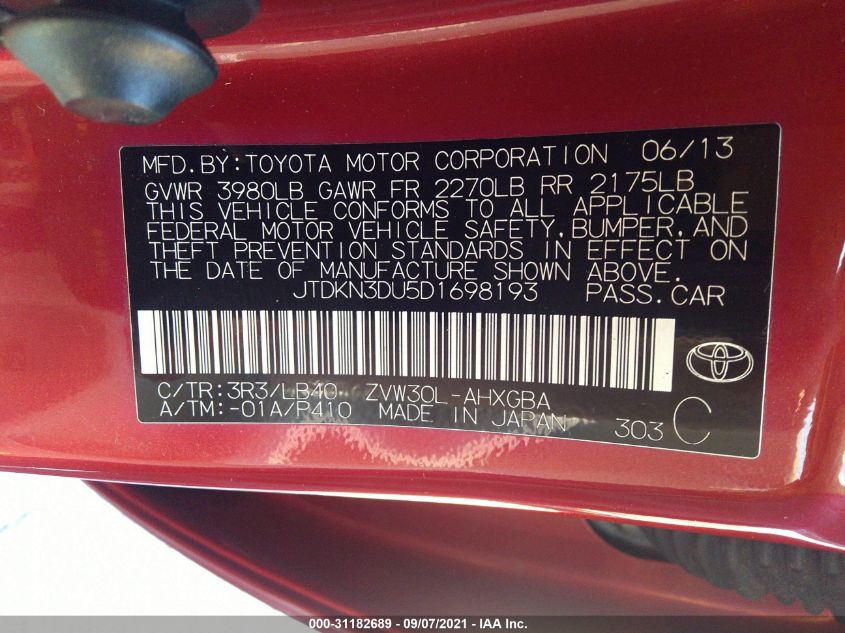 MFD.BY:TOYOTA MOTOR CORPORATION 06/13
GVWR 3980LB GAWR FR 2270LB RR 2175LB
THIS VEHICLE CONFORMS TO ALL APPLICABLE
FEDERAL MOTOR VEHICLE SAFETY,BUMPER,AND
THEFT PREVENTION STANDARDS IN EFFECT ON
THE DATE OF MANUFACTURE SHOWN ABOVE.
JTDKN3DU5D1698193 PASS.CAR
C/TR:3R3/LB40 ZVW30L-AHXGBA
A/TM:-01A/P410 MADE IN JAPAN 303 C
000-31182689 - 09/07/2021 - IAA Inc.